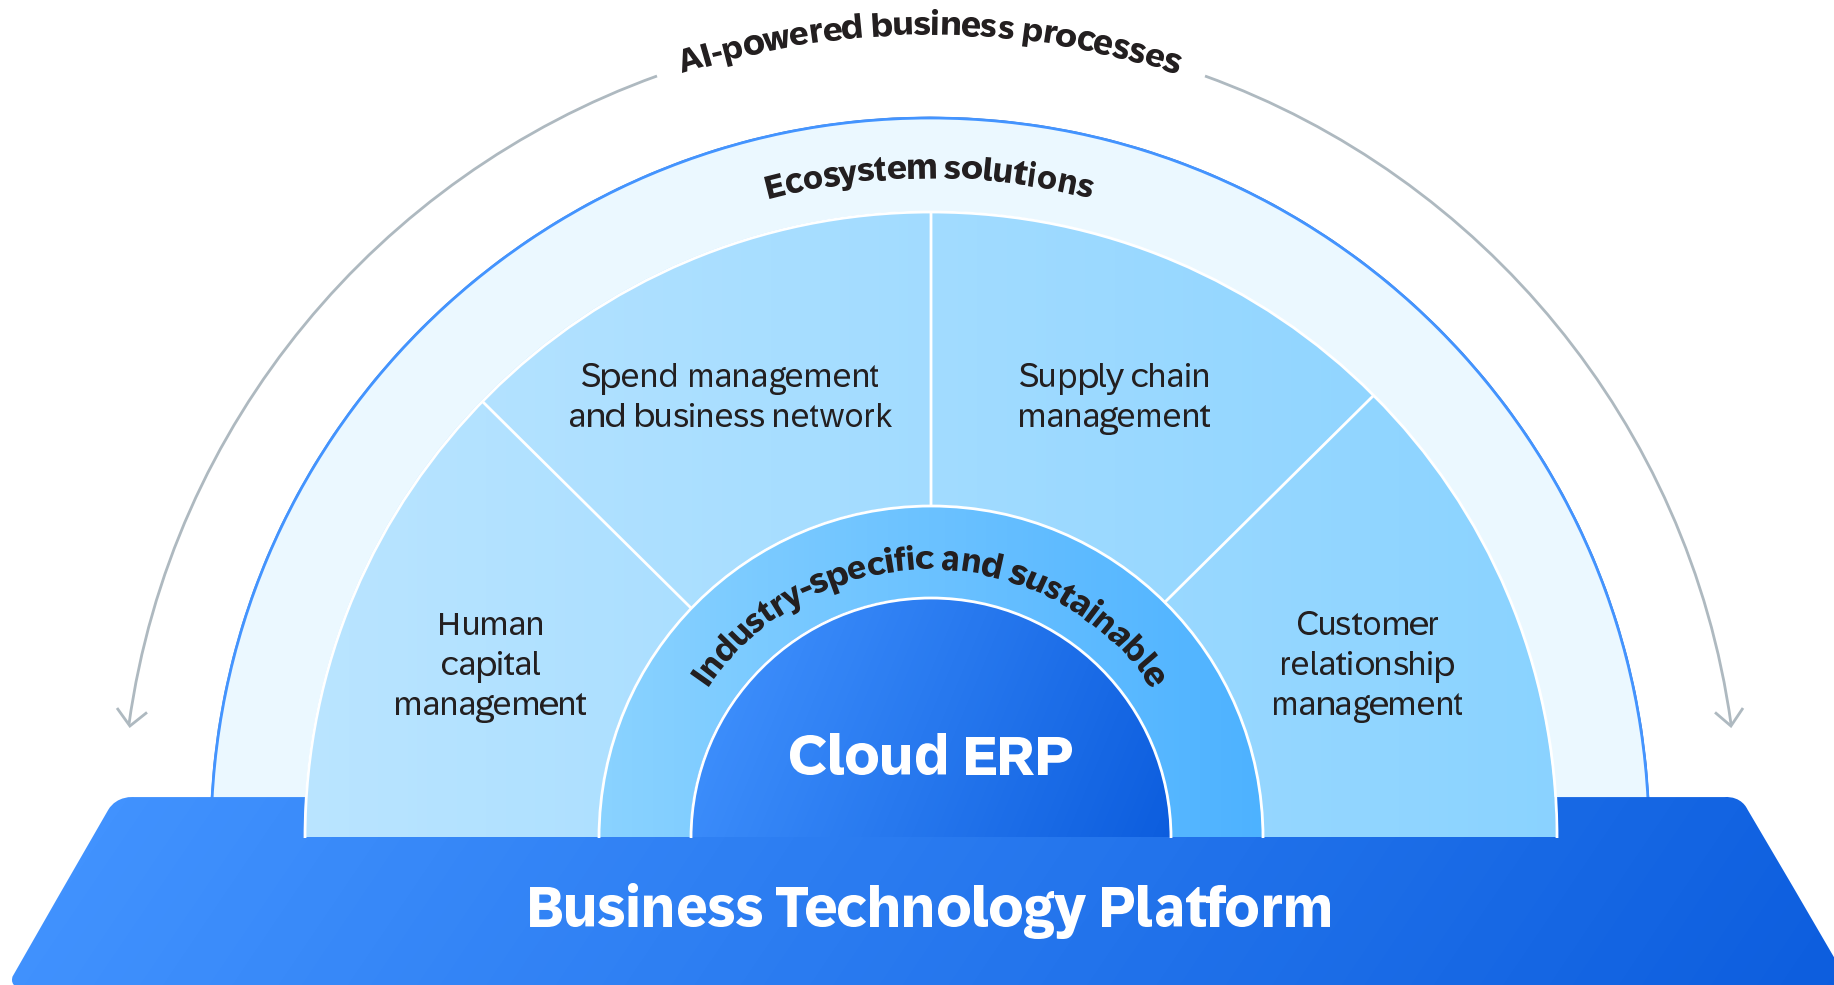 AI-powered business processes
Ecosystem solutions
Spend management
and business network
Supply chain
management
Human
capital
management
Industry-specific and sustainable
Customer
relationship
management
Cloud ERP
Business Technology Platform